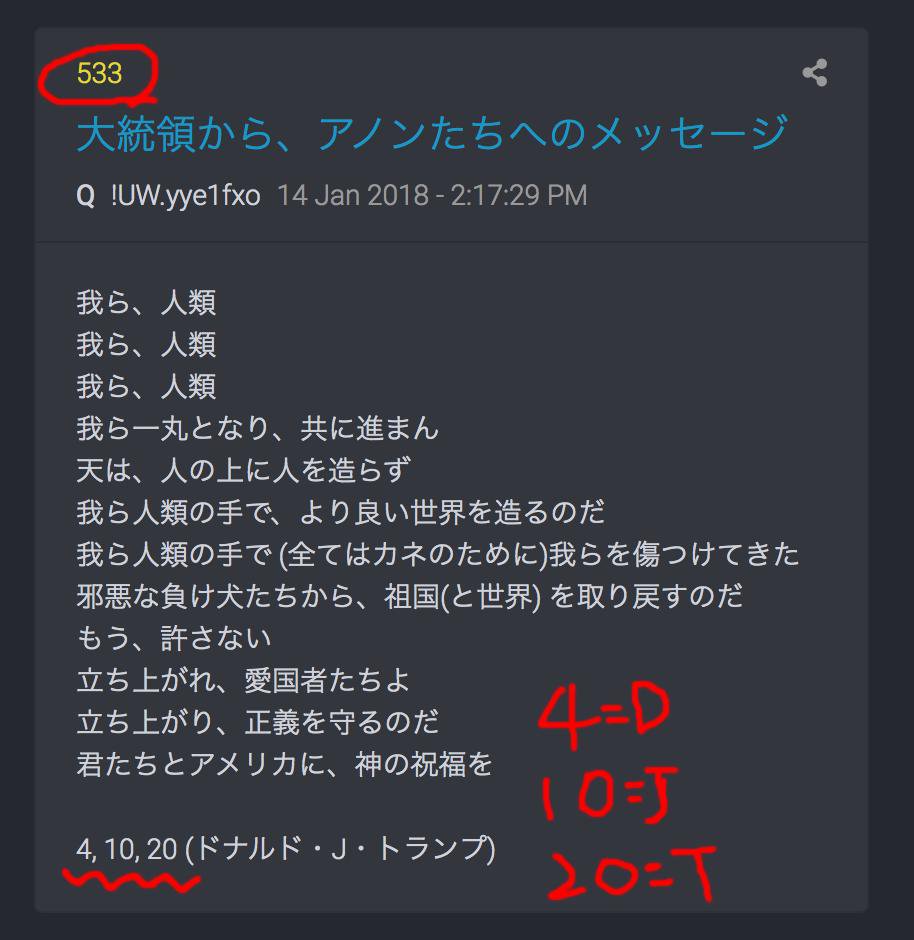 533
大統領から、アノンたちへのメッセージ
Q !UW.yye1fxo 14 Jan 2018 - 2:17:29 PM
我ら、人類
我ら、人類
我ら、人類
我ら一丸となり、共に進まん
天は、人の上に人を造らず
我ら人類の手で、より良い世界を造るのだ
我ら人類の手で (全てはカネのために)我らを傷つけてきた
邪悪な負け犬たちから、祖国(と世界) を取り戻すのだ
もう、許さない
立ち上がれ、愛国者たちよ
立ち上がり、正義を守るのだ
君たちとアメリカに、神の祝福を
4=D
10=J
4, 10, 20 (ドナルド・J・トランプ)
20=T